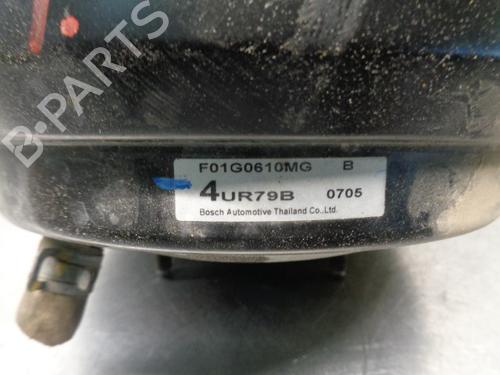 F01G0610MG B
4UR79B 0705
Bosch Automotive Thailand Co.,Ltd.
B-PARTS